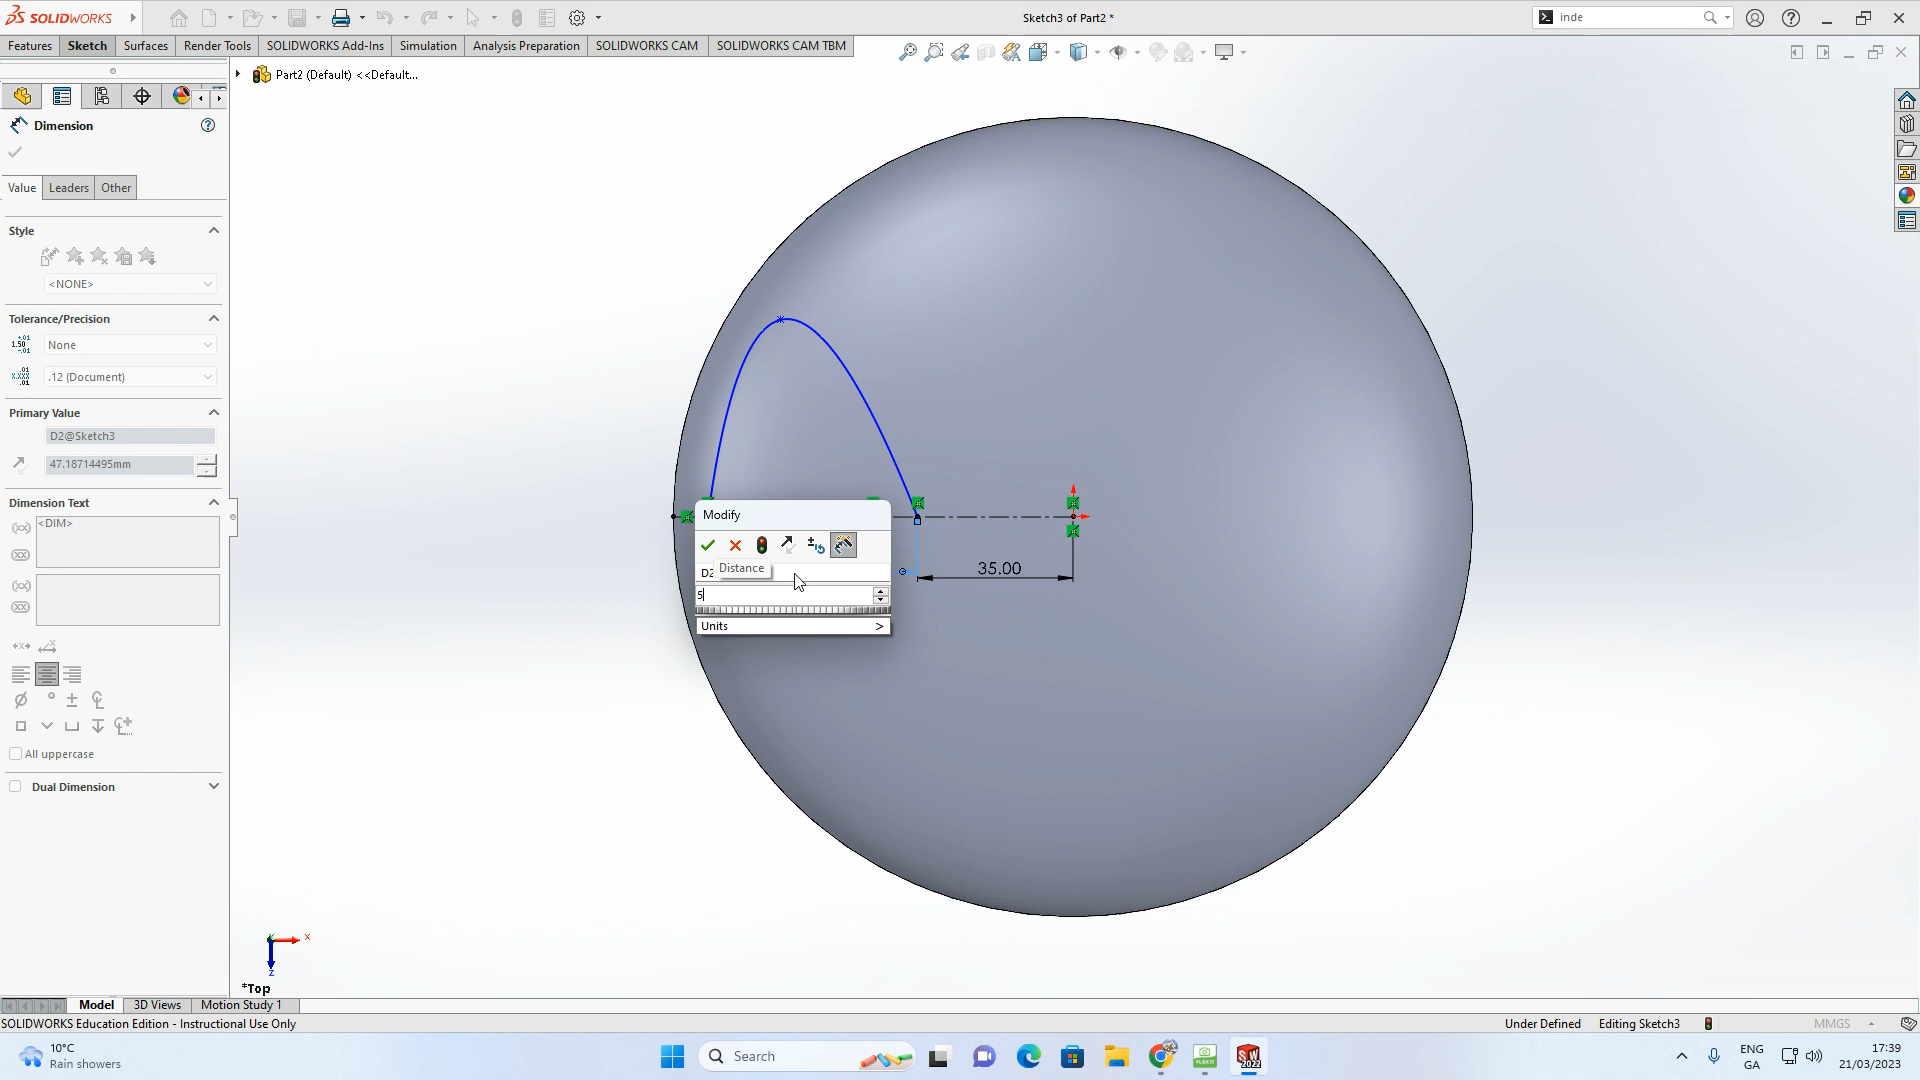 SOLIDWORKS
Sketch3 of Part2 *
inde
Features
Sketch
Surfaces
Render Tools
SOLIDWORKS Add-Ins
Simulation
Analysis Preparation
SOLIDWORKS CAM
SOLIDWORKS CAM TBM
Part2 (Default) <<Default...
Dimension
Value
Leaders
Other
Style
<NONE>
Tolerance/Precision
None
.12 (Document)
Primary Value
D2@Sketch3
47.18714495mm
Dimension Text
<DIM>
All uppercase
Dual Dimension
Modify
Distance
D2
5
Units >
35.00
x
z
*Top
Model
3D Views
Motion Study 1
SOLIDWORKS Education Edition - Instructional Use Only
Under Defined
Editing Sketch3
MMGS
10°C
Rain showers
Search
ENG
GA
17:39
21/03/2023